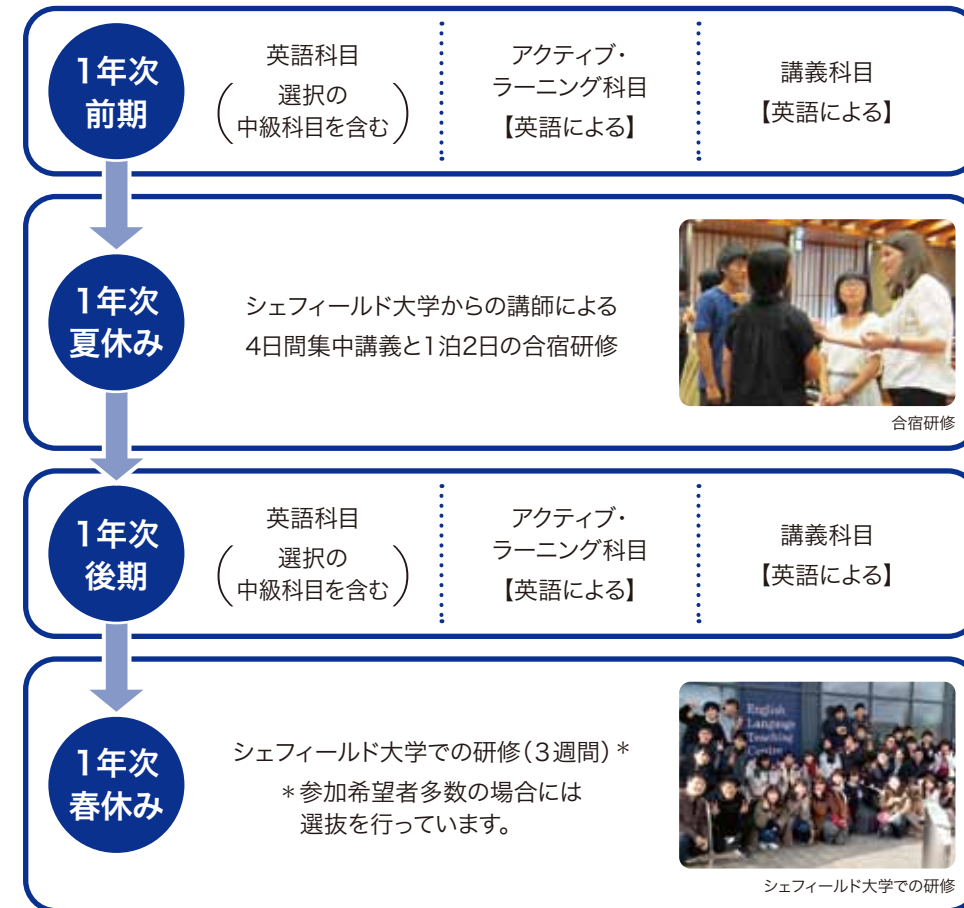 1年次
前期
英語科目
（選択の
中級科目を含む）
アクティブ・
ラーニング科目
【英語による】
講義科目
【英語による】
1年次
夏休み
シェフィールド大学からの講師による
4日間集中講義と1泊2日の合宿研修
合宿研修
1年次
後期
英語科目
（選択の
中級科目を含む）
アクティブ・
ラーニング科目
【英語による】
講義科目
【英語による】
1年次
春休み
シェフィールド大学での研修（3週間）＊
＊参加希望者多数の場合には
選抜を行っています。
English
Language
Teaching
Centre
シェフィールド大学での研修